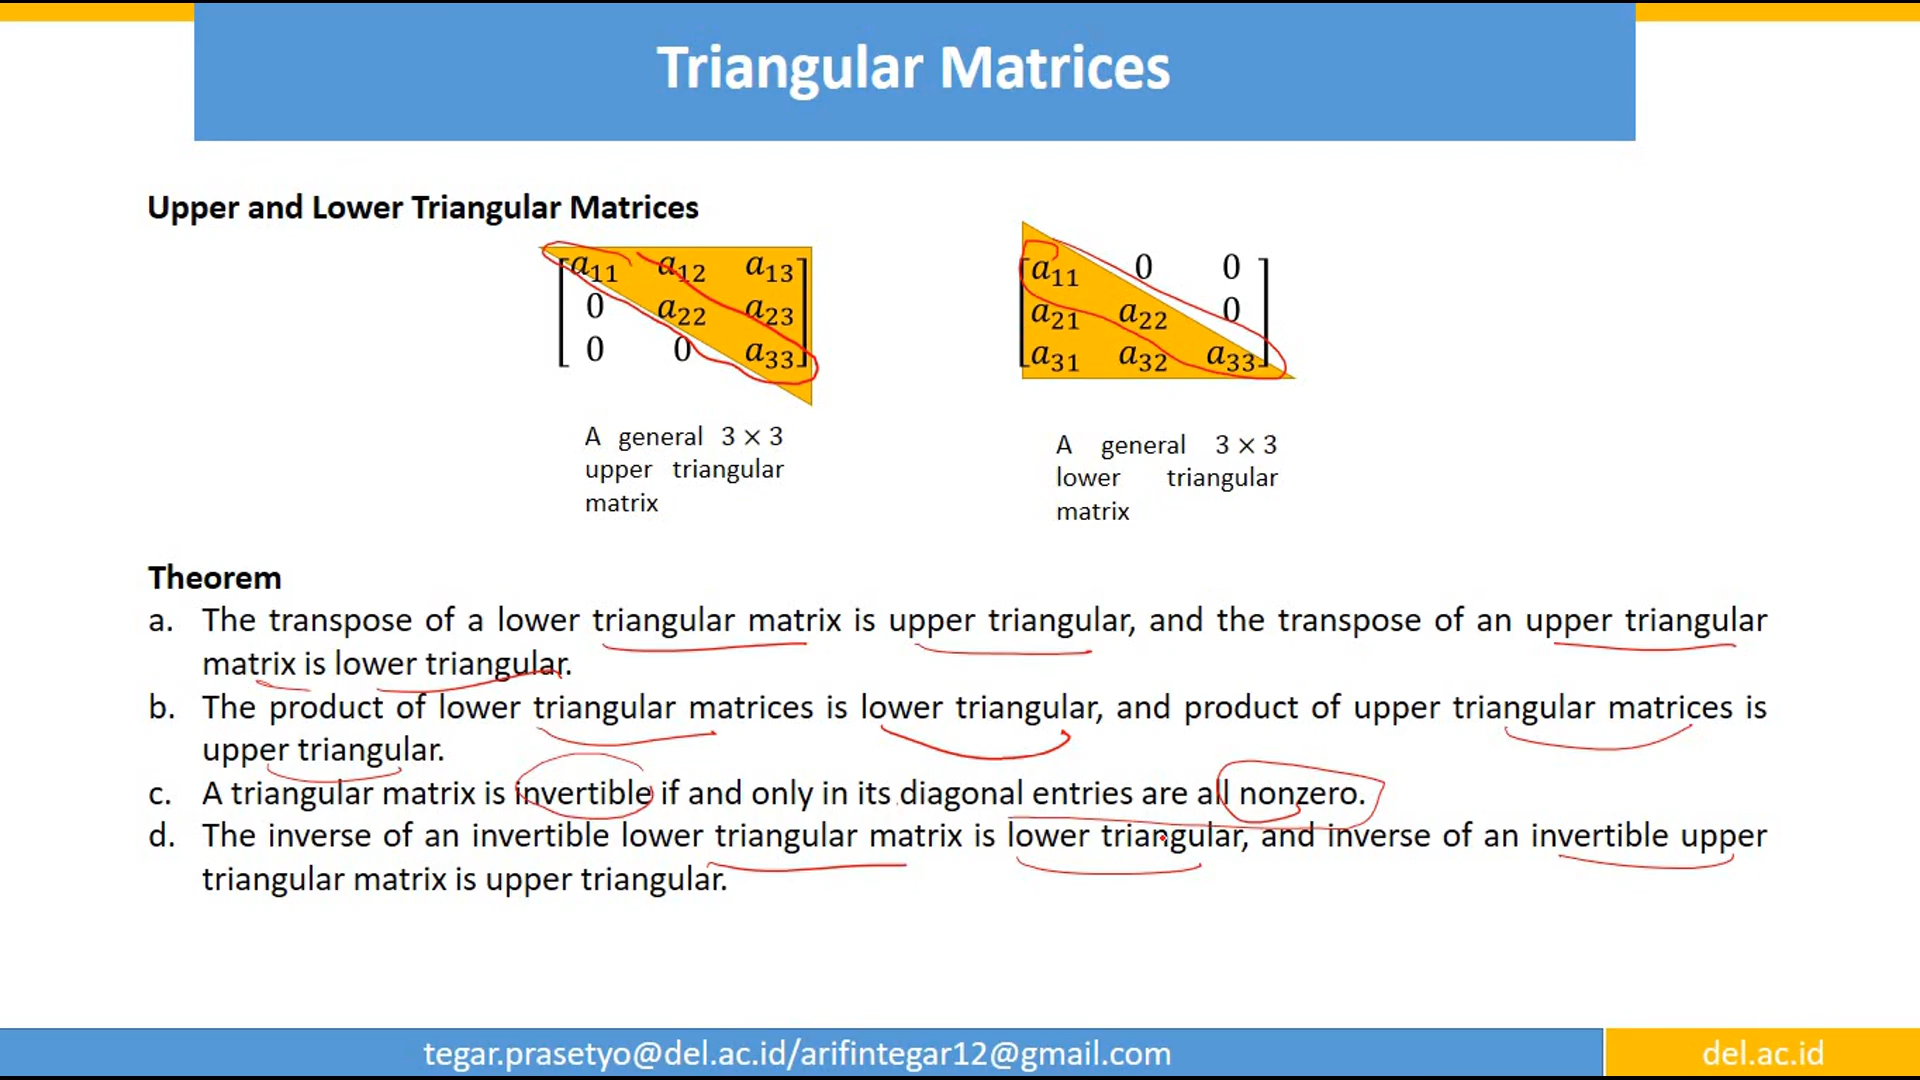 Triangular Matrices
Upper and Lower Triangular Matrices
a₁₁ a₁₂ a₁₃
0 a₂₂ a₂₃
0 0 a₃₃
A general 3 × 3
upper triangular
matrix
a₁₁ 0 0
a₂₁ a₂₂ 0
a₃₁ a₃₂ a₃₃
A general 3 × 3
lower triangular
matrix
Theorem
a. The transpose of a lower triangular matrix is upper triangular, and the transpose of an upper triangular
matrix is lower triangular.
b. The product of lower triangular matrices is lower triangular, and product of upper triangular matrices is
upper triangular.
c. A triangular matrix is invertible if and only in its diagonal entries are all nonzero.
d. The inverse of an invertible lower triangular matrix is lower triangular, and inverse of an invertible upper
triangular matrix is upper triangular.
tegar.prasetyo@del.ac.id/arifintegar12@gmail.com
del.ac.id